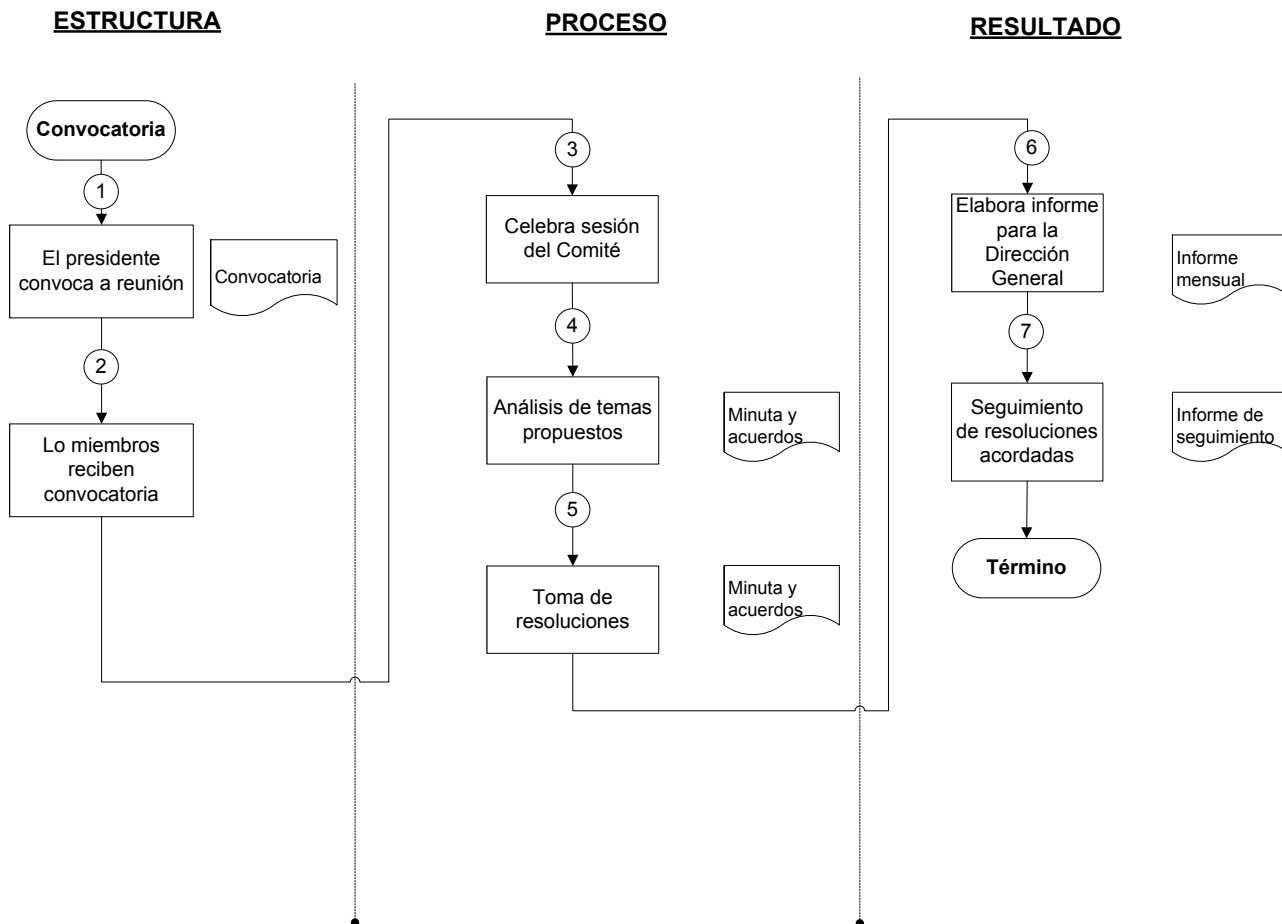 ESTRUCTURA
Convocatoria
1
El presidente
convoca a reunión
Convocatoria
2
Lo miembros
reciben
convocatoria
PROCESO
3
Celebra sesión
del Comité
4
Análisis de temas
propuestos
Minuta y
acuerdos
5
Toma de
resoluciones
Minuta y
acuerdos
RESULTADO
6
Elabora informe
para la
Dirección
General
Informe
mensual
7
Seguimiento
de resoluciones
acordadas
Informe de
seguimiento
Término